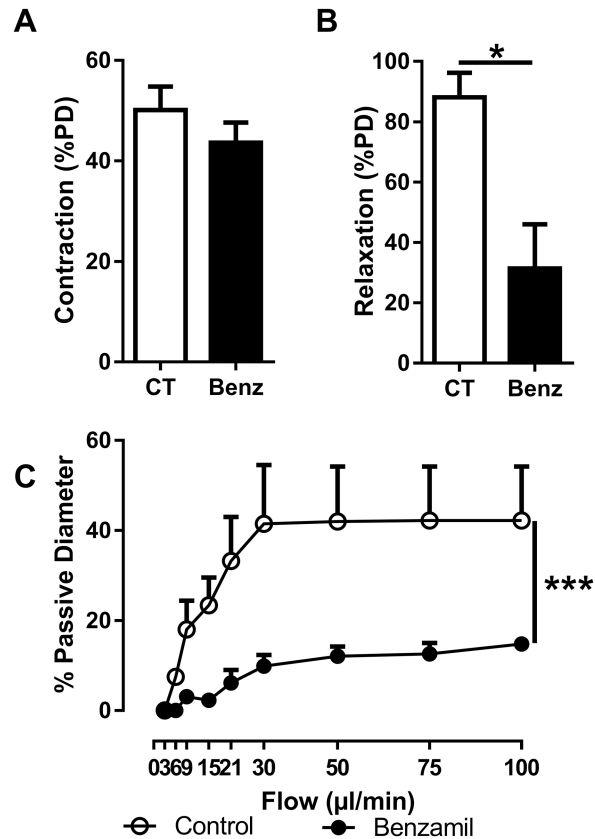 A
Contraction (%PD)
60
40
20
0
CT Benz
B
*
Relaxation (%PD)
100
80
60
40
20
0
CT Benz
C
% Passive Diameter
60
40
20
0
***
0 3 6 9 15 21 30 50 75 100
Flow (µl/min)
Control Benzamil